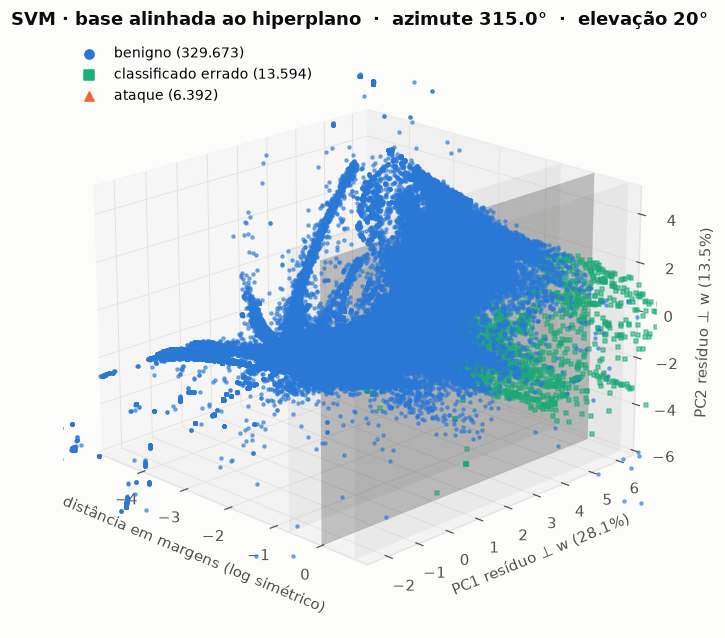 SVM · base alinhada ao hiperplano · azimute 315.0° · elevação 20°
benigno (329.673)
classificado errado (13.594)
ataque (6.392)
4
2
0
−2
−4
−6
PC2 resíduo ⊥ w (13.5%)
−4
−3
−2
−1
0
distância em margens (log simétrico)
−2
−1
0
1
2
3
4
5
6
PC1 resíduo ⊥ w (28.1%)